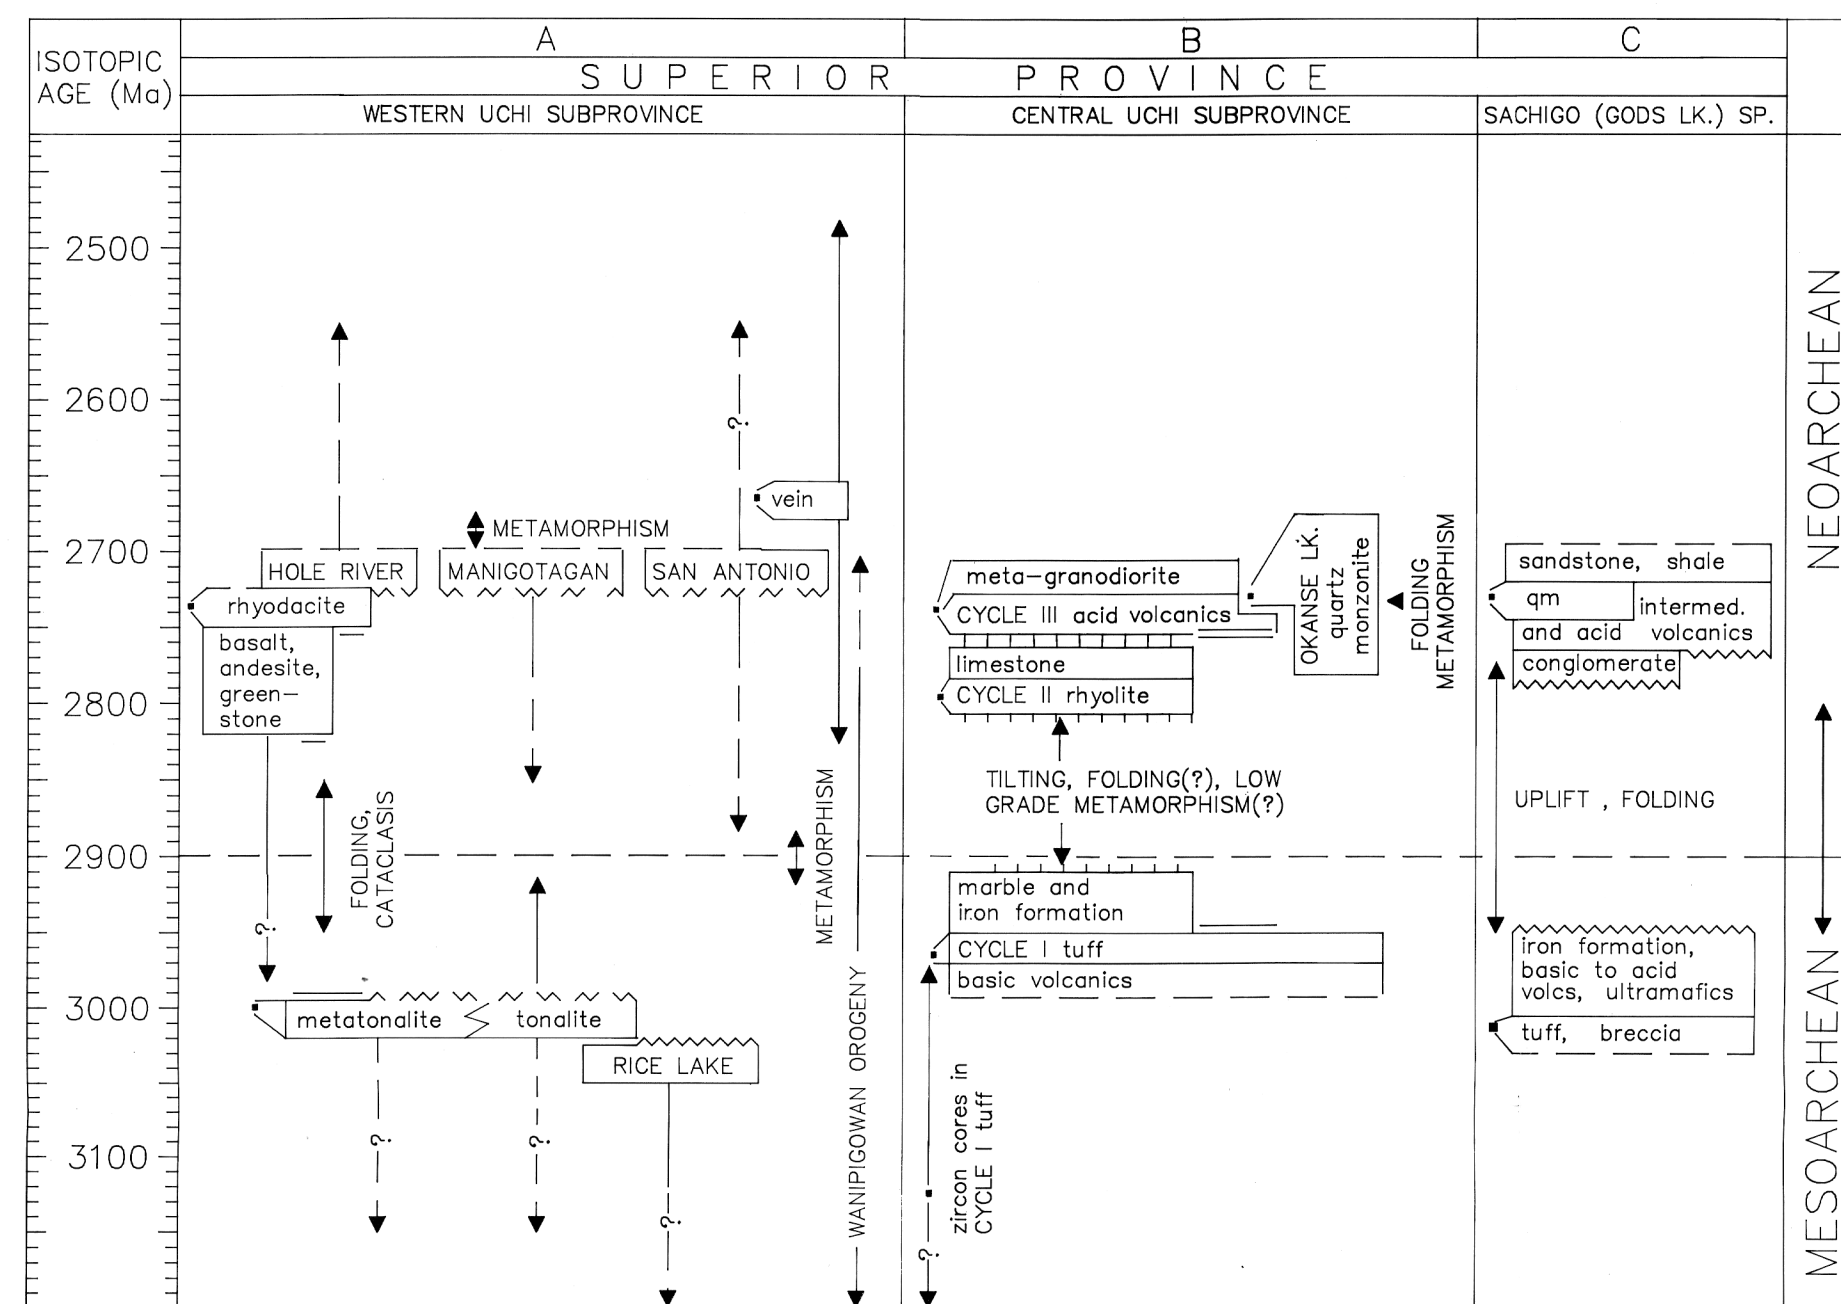 ISOTOPIC
AGE (Ma)
A
B
C
SUPERIOR PROVINCE
WESTERN UCHI SUBPROVINCE
CENTRAL UCHI SUBPROVINCE
SACHIGO (GODS LK.) SP.
2500
2600
2700
2800
2900
3000
3100
?
vein
METAMORPHISM
HOLE RIVER
MANIGOTAGAN
SAN ANTONIO
rhyodacite
basalt,
andesite,
green–
stone
FOLDING,
CATACLASIS
?
METAMORPHISM
WANIPIGOWAN OROGENY
metatonalite
tonalite
RICE LAKE
?
?
?
meta-granodiorite
CYCLE III acid volcanics
limestone
CYCLE II rhyolite
OKANSE LK.
quartz
monzonite
FOLDING
METAMORPHISM
TILTING, FOLDING(?), LOW
GRADE METAMORPHISM(?)
marble and
iron formation
CYCLE I tuff
basic volcanics
zircon cores in
CYCLE I tuff
?
sandstone, shale
qm
intermed.
and acid volcanics
conglomerate
UPLIFT , FOLDING
iron formation,
basic to acid
volcs, ultramafics
tuff, breccia
NEOARCHEAN
MESOARCHEAN